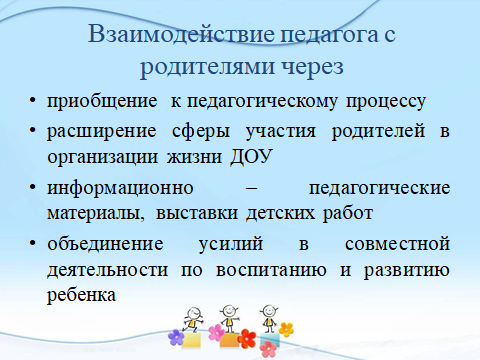 Взаимодействие педагога с
родителями через
• приобщение к педагогическому процессу
• расширение сферы участия родителей в
организации жизни ДОУ
• информационно – педагогические
материалы, выставки детских работ
• объединение усилий в совместной
деятельности по воспитанию и развитию
ребенка